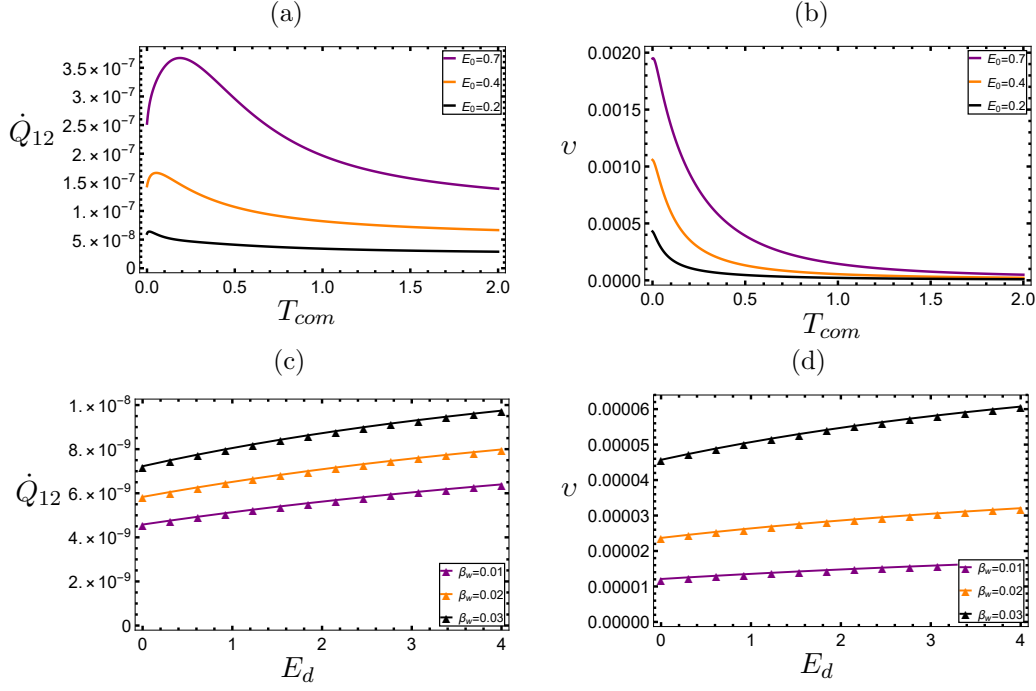 (a)
3.5×10⁻⁷
3.×10⁻⁷
2.5×10⁻⁷
2.×10⁻⁷
1.5×10⁻⁷
1.×10⁻⁷
5.×10⁻⁸
0
Q̇₁₂
E₀=0.7
E₀=0.4
E₀=0.2
0.0 0.5 1.0 1.5 2.0
T_com
(b)
0.0020
0.0015
0.0010
0.0005
0.0000
v
E₀=0.7
E₀=0.4
E₀=0.2
0.0 0.5 1.0 1.5 2.0
T_com
(c)
1.×10⁻⁸
8.×10⁻⁹
6.×10⁻⁹
4.×10⁻⁹
2.×10⁻⁹
0
Q̇₁₂
β_w=0.01
β_w=0.02
β_w=0.03
0 1 2 3 4
E_d
(d)
0.00006
0.00005
0.00004
0.00003
0.00002
0.00001
0.00000
v
β_w=0.01
β_w=0.02
β_w=0.03
0 1 2 3 4
E_d